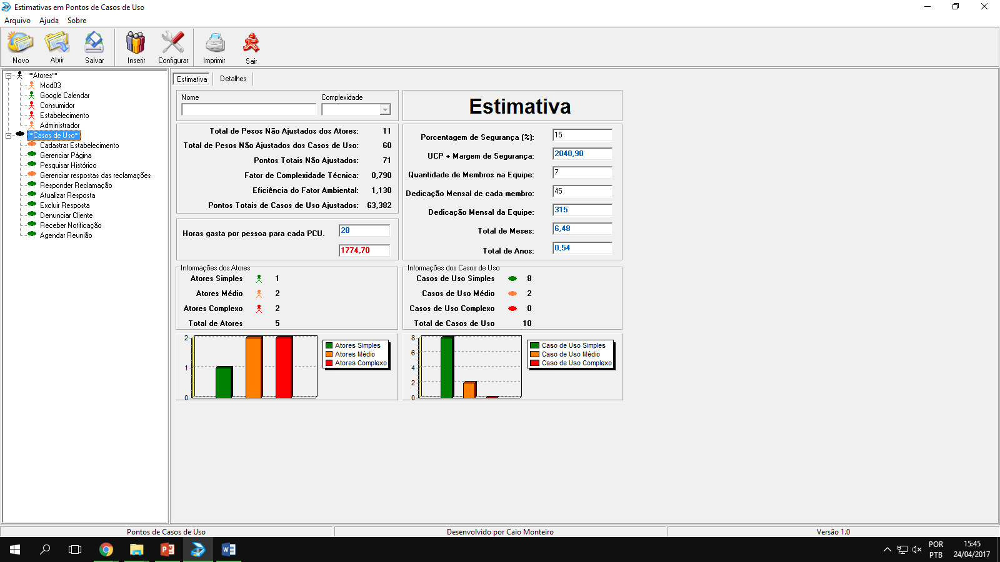 Estimativas em Pontos de Casos de Uso
Arquivo Ajuda Sobre
Novo Abrir Salvar Inserir Configurar Imprimir Sair
**Atores**
Mod03
Google Calendar
Consumidor
Estabelecimento
Administrador
**Casos de Uso**
Cadastrar Estabelecimento
Gerenciar Página
Pesquisar Histórico
Gerenciar respostas das reclamações
Responder Reclamação
Atualizar Resposta
Excluir Resposta
Denunciar Cliente
Receber Notificação
Agendar Reunião
Estimativa Detalhes
Nome Complexidade
Total de Pesos Não Ajustados dos Atores: 11
Total de Pesos Não Ajustados dos Casos de Uso: 60
Pontos Totais Não Ajustados: 71
Fator de Complexidade Técnica: 0,790
Eficiência do Fator Ambiental: 1,130
Pontos Totais de Casos de Uso Ajustados: 63,382
Horas gasta por pessoa para cada PCU. 28
1774,70
Estimativa
Porcentagem de Segurança (%): 15
UCP + Margem de Segurança: 2040,90
Quantidade de Membros na Equipe: 7
Dedicação Mensal de cada membro: 45
Dedicação Mensal da Equipe: 315
Total de Meses: 6,48
Total de Anos: 0,54
Informações dos Atores
Atores Simples 1
Atores Médio 2
Atores Complexo 2
Total de Atores 5
Informações dos Casos de Uso
Casos de Uso Simples 8
Casos de Uso Médio 2
Casos de Uso Complexo 0
Total de Casos de Uso 10
2
1
0
Atores Simples
Atores Médio
Atores Complexo
8
6
4
2
0
Caso de Uso Simples
Caso de Uso Médio
Caso de Uso Complexo
Pontos de Casos de Uso Desenvolvido por Caio Monteiro Versão 1.0
POR
PTB
15:45
24/04/2017